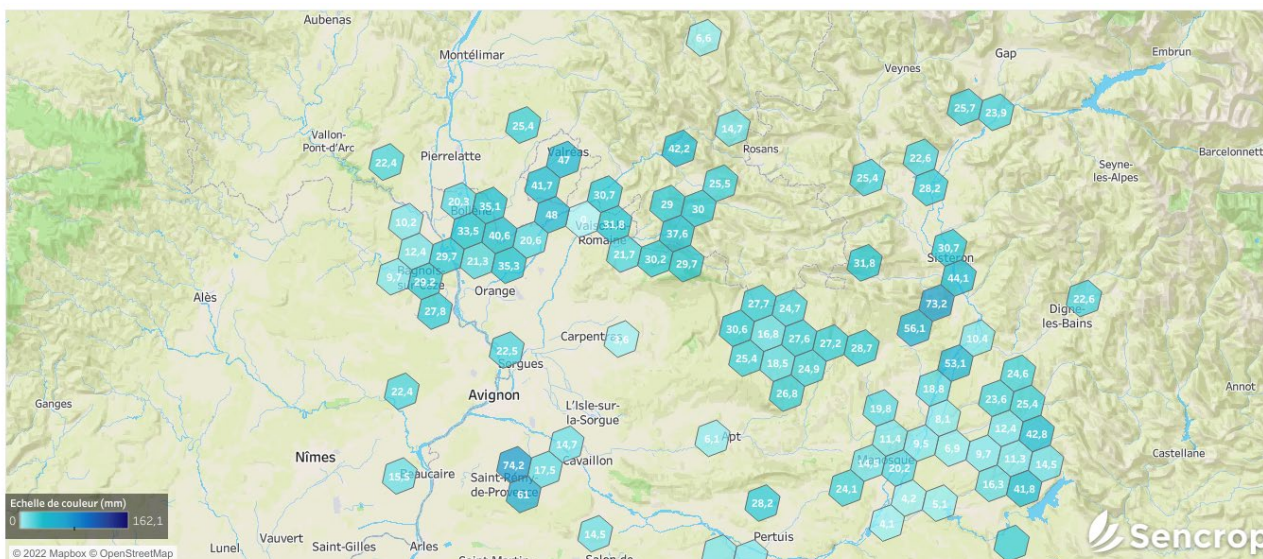 Aubenas
6,6
Montélimar
Gap
Embrun
Veynes
25,7
23,9
25,4
14,7
Vallon-
Pont-d'Arc
22,4
Pierrelatte
Valréas
47
42,2
Rosans
22,6
Barcelonnett
Seyne-
les-Alpes
41,7
25,5
25,4
28,2
20,3
35,1
30,7
29
30
Bollène
10,2
48
0
31,8
33,5
40,6
20,6
37,6
Romaine
30,7
Sisteron
12,4
29,7
21,3
35,3
21,7
30,2
29,7
31,8
44,1
9,7
29,2
Orange
Alès
27,8
27,7
24,7
73,2
22,6
Digne-
les-Bains
30,6
16,8
27,6
27,2
28,7
56,1
10,4
Carpentras
22,5
Sorgues
25,4
18,5
24,9
53,1
24,6
22,4
Avignon
26,8
18,8
23,6
25,4
Annot
Ganges
L'Isle-sur-
la-Sorgue
19,8
8,1
12,4
42,8
6,1
Apt
11,4
9,5
6,9
9,7
11,3
14,5
Castellane
Nîmes
14,7
Cavaillon
74,2
17,5
Manosque
20,2
Beaucaire
Saint-Rémy-
de-Provence
61
24,1
16,3
41,8
4,2
5,1
28,2
4,1
Echelle de couleur (mm)
0
162,1
14,5
Pertuis
Sencrop
Lunel
Vauvert
Saint-Gilles
Arles
© 2022 Mapbox © OpenStreetMap